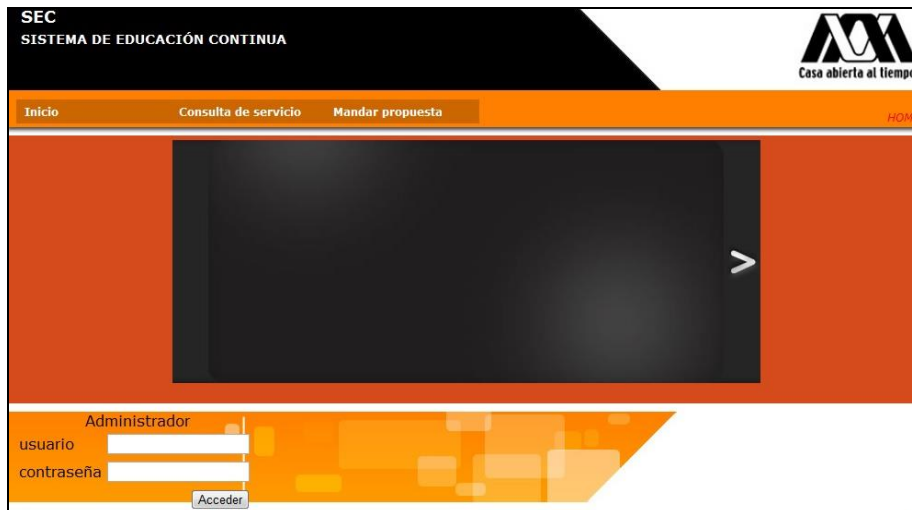 SEC
SISTEMA DE EDUCACIÓN CONTINUA
Casa abierta al tiempo
Inicio Consulta de servicio Mandar propuesta
HOM
Administrador
usuario
contraseña
Acceder